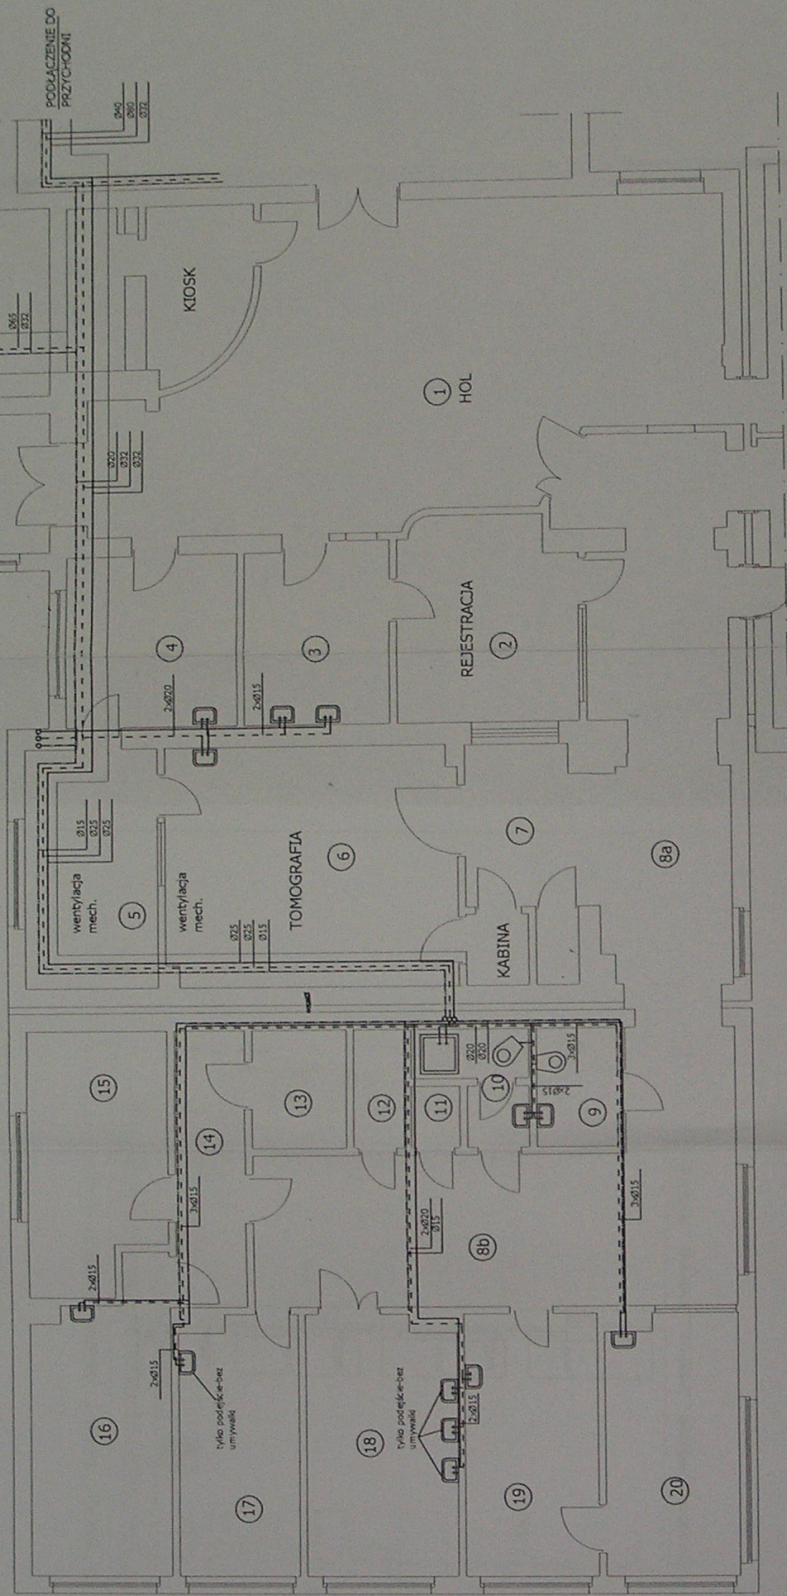 PODŁĄCZENIE DO
PRZYCHODNI
Ø40
Ø80
Ø32
Ø65
Ø32
KIOSK
1
HOL
Ø20
Ø32
Ø32
4
3
REJESTRACJA
2
2xØ20
2xØ15
Ø15
Ø25
Ø25
wentylacja
mech.
5
wentylacja
mech.
TOMOGRAFIA
6
7
8a
KABINA
Ø25
Ø25
Ø15
15
14
13
12
11
10
9
Ø20
Ø20
3xØ15
2xØ15
3xØ15
2xØ20
Ø15
8b
3xØ15
2xØ15
2xØ15
16
tylko podejście-bez
umywalki
17
18
tylko podejście-bez
umywalki
2xØ15
19
20